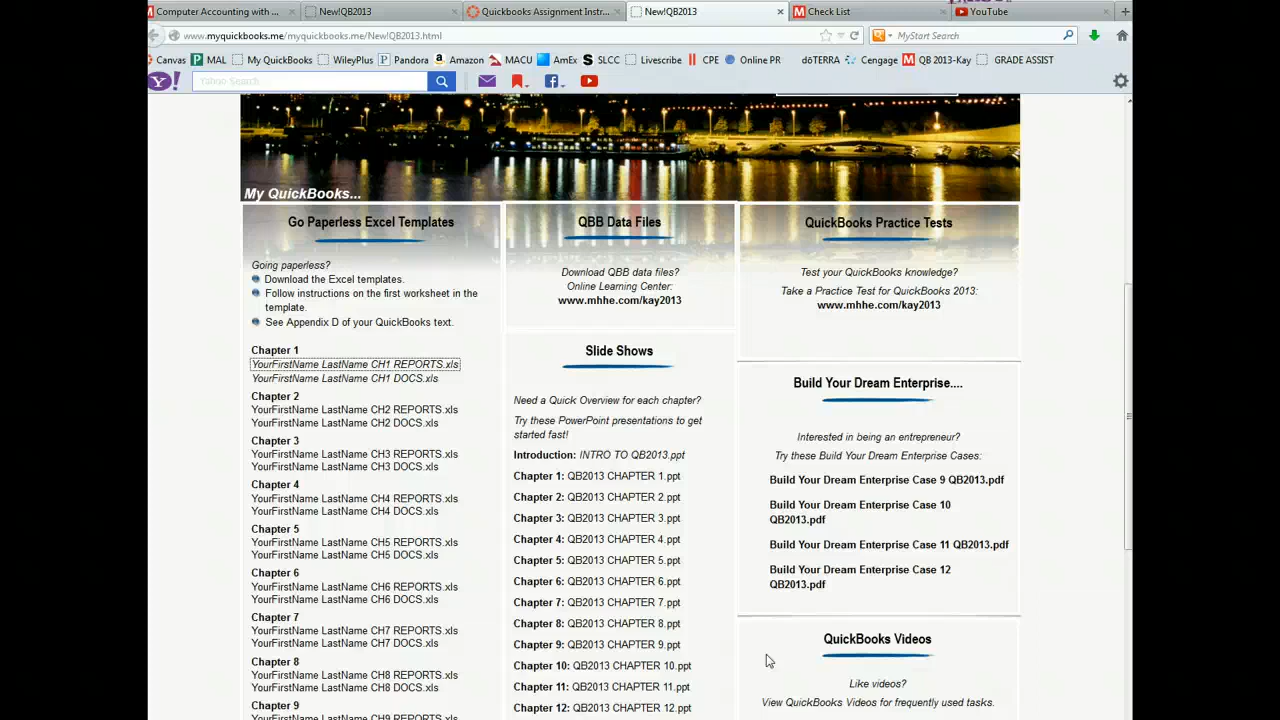 Computer Accounting with ...
New!QB2013
Quickbooks Assignment Instr...
New!QB2013
Check List
YouTube
www.myquickbooks.me/myquickbooks.me/New!QB2013.html
MyStart Search
Canvas
MAL
My QuickBooks
WileyPlus
Pandora
Amazon
MACU
AmEx
SLCC
Livescribe
CPE
Online PR
dōTERRA
Cengage
QB 2013-Kay
GRADE ASSIST
Yahoo Search
My QuickBooks...
Go Paperless Excel Templates
Going paperless?
Download the Excel templates.
Follow instructions on the first worksheet in the
template.
See Appendix D of your QuickBooks text.
Chapter 1
YourFirstName LastName CH1 REPORTS.xls
YourFirstName LastName CH1 DOCS.xls
Chapter 2
YourFirstName LastName CH2 REPORTS.xls
YourFirstName LastName CH2 DOCS.xls
Chapter 3
YourFirstName LastName CH3 REPORTS.xls
YourFirstName LastName CH3 DOCS.xls
Chapter 4
YourFirstName LastName CH4 REPORTS.xls
YourFirstName LastName CH4 DOCS.xls
Chapter 5
YourFirstName LastName CH5 REPORTS.xls
YourFirstName LastName CH5 DOCS.xls
Chapter 6
YourFirstName LastName CH6 REPORTS.xls
YourFirstName LastName CH6 DOCS.xls
Chapter 7
YourFirstName LastName CH7 REPORTS.xls
YourFirstName LastName CH7 DOCS.xls
Chapter 8
YourFirstName LastName CH8 REPORTS.xls
YourFirstName LastName CH8 DOCS.xls
Chapter 9
YourFirstName LastName CH9 REPORTS.xls
QBB Data Files
Download QBB data files?
Online Learning Center:
www.mhhe.com/kay2013
Slide Shows
Need a Quick Overview for each chapter?
Try these PowerPoint presentations to get
started fast!
Introduction: INTRO TO QB2013.ppt
Chapter 1: QB2013 CHAPTER 1.ppt
Chapter 2: QB2013 CHAPTER 2.ppt
Chapter 3: QB2013 CHAPTER 3.ppt
Chapter 4: QB2013 CHAPTER 4.ppt
Chapter 5: QB2013 CHAPTER 5.ppt
Chapter 6: QB2013 CHAPTER 6.ppt
Chapter 7: QB2013 CHAPTER 7.ppt
Chapter 8: QB2013 CHAPTER 8.ppt
Chapter 9: QB2013 CHAPTER 9.ppt
Chapter 10: QB2013 CHAPTER 10.ppt
Chapter 11: QB2013 CHAPTER 11.ppt
Chapter 12: QB2013 CHAPTER 12.ppt
QuickBooks Practice Tests
Test your QuickBooks knowledge?
Take a Practice Test for QuickBooks 2013:
www.mhhe.com/kay2013
Build Your Dream Enterprise....
Interested in being an entrepreneur?
Try these Build Your Dream Enterprise Cases:
Build Your Dream Enterprise Case 9 QB2013.pdf
Build Your Dream Enterprise Case 10
QB2013.pdf
Build Your Dream Enterprise Case 11 QB2013.pdf
Build Your Dream Enterprise Case 12
QB2013.pdf
QuickBooks Videos
Like videos?
View QuickBooks Videos for frequently used tasks.